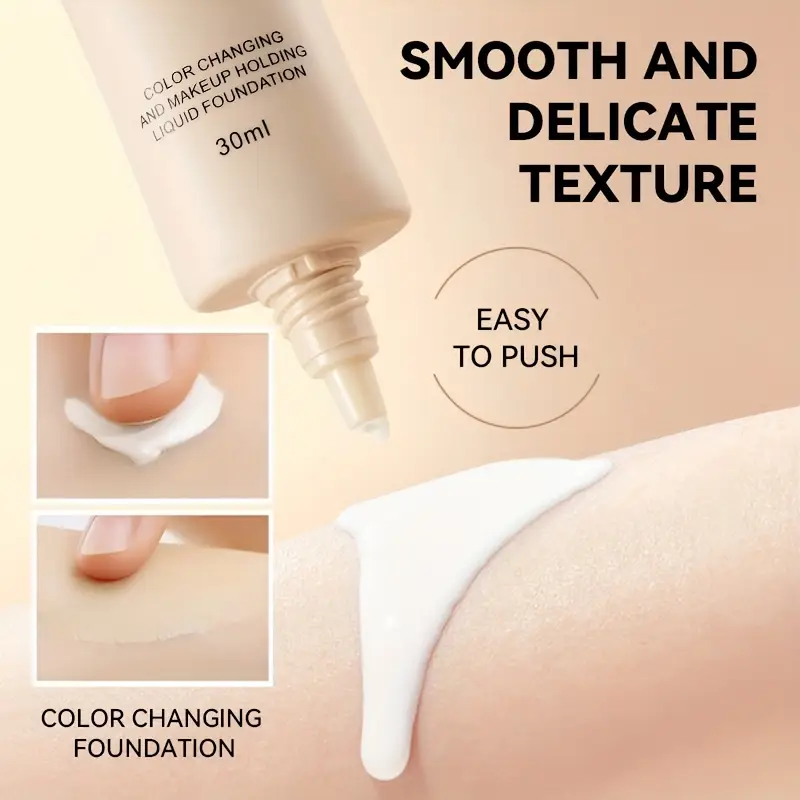 COLOR CHANGING
AND MAKEUP HOLDING
LIQUID FOUNDATION
30ml
SMOOTH AND
DELICATE
TEXTURE
EASY
TO PUSH
COLOR CHANGING
FOUNDATION